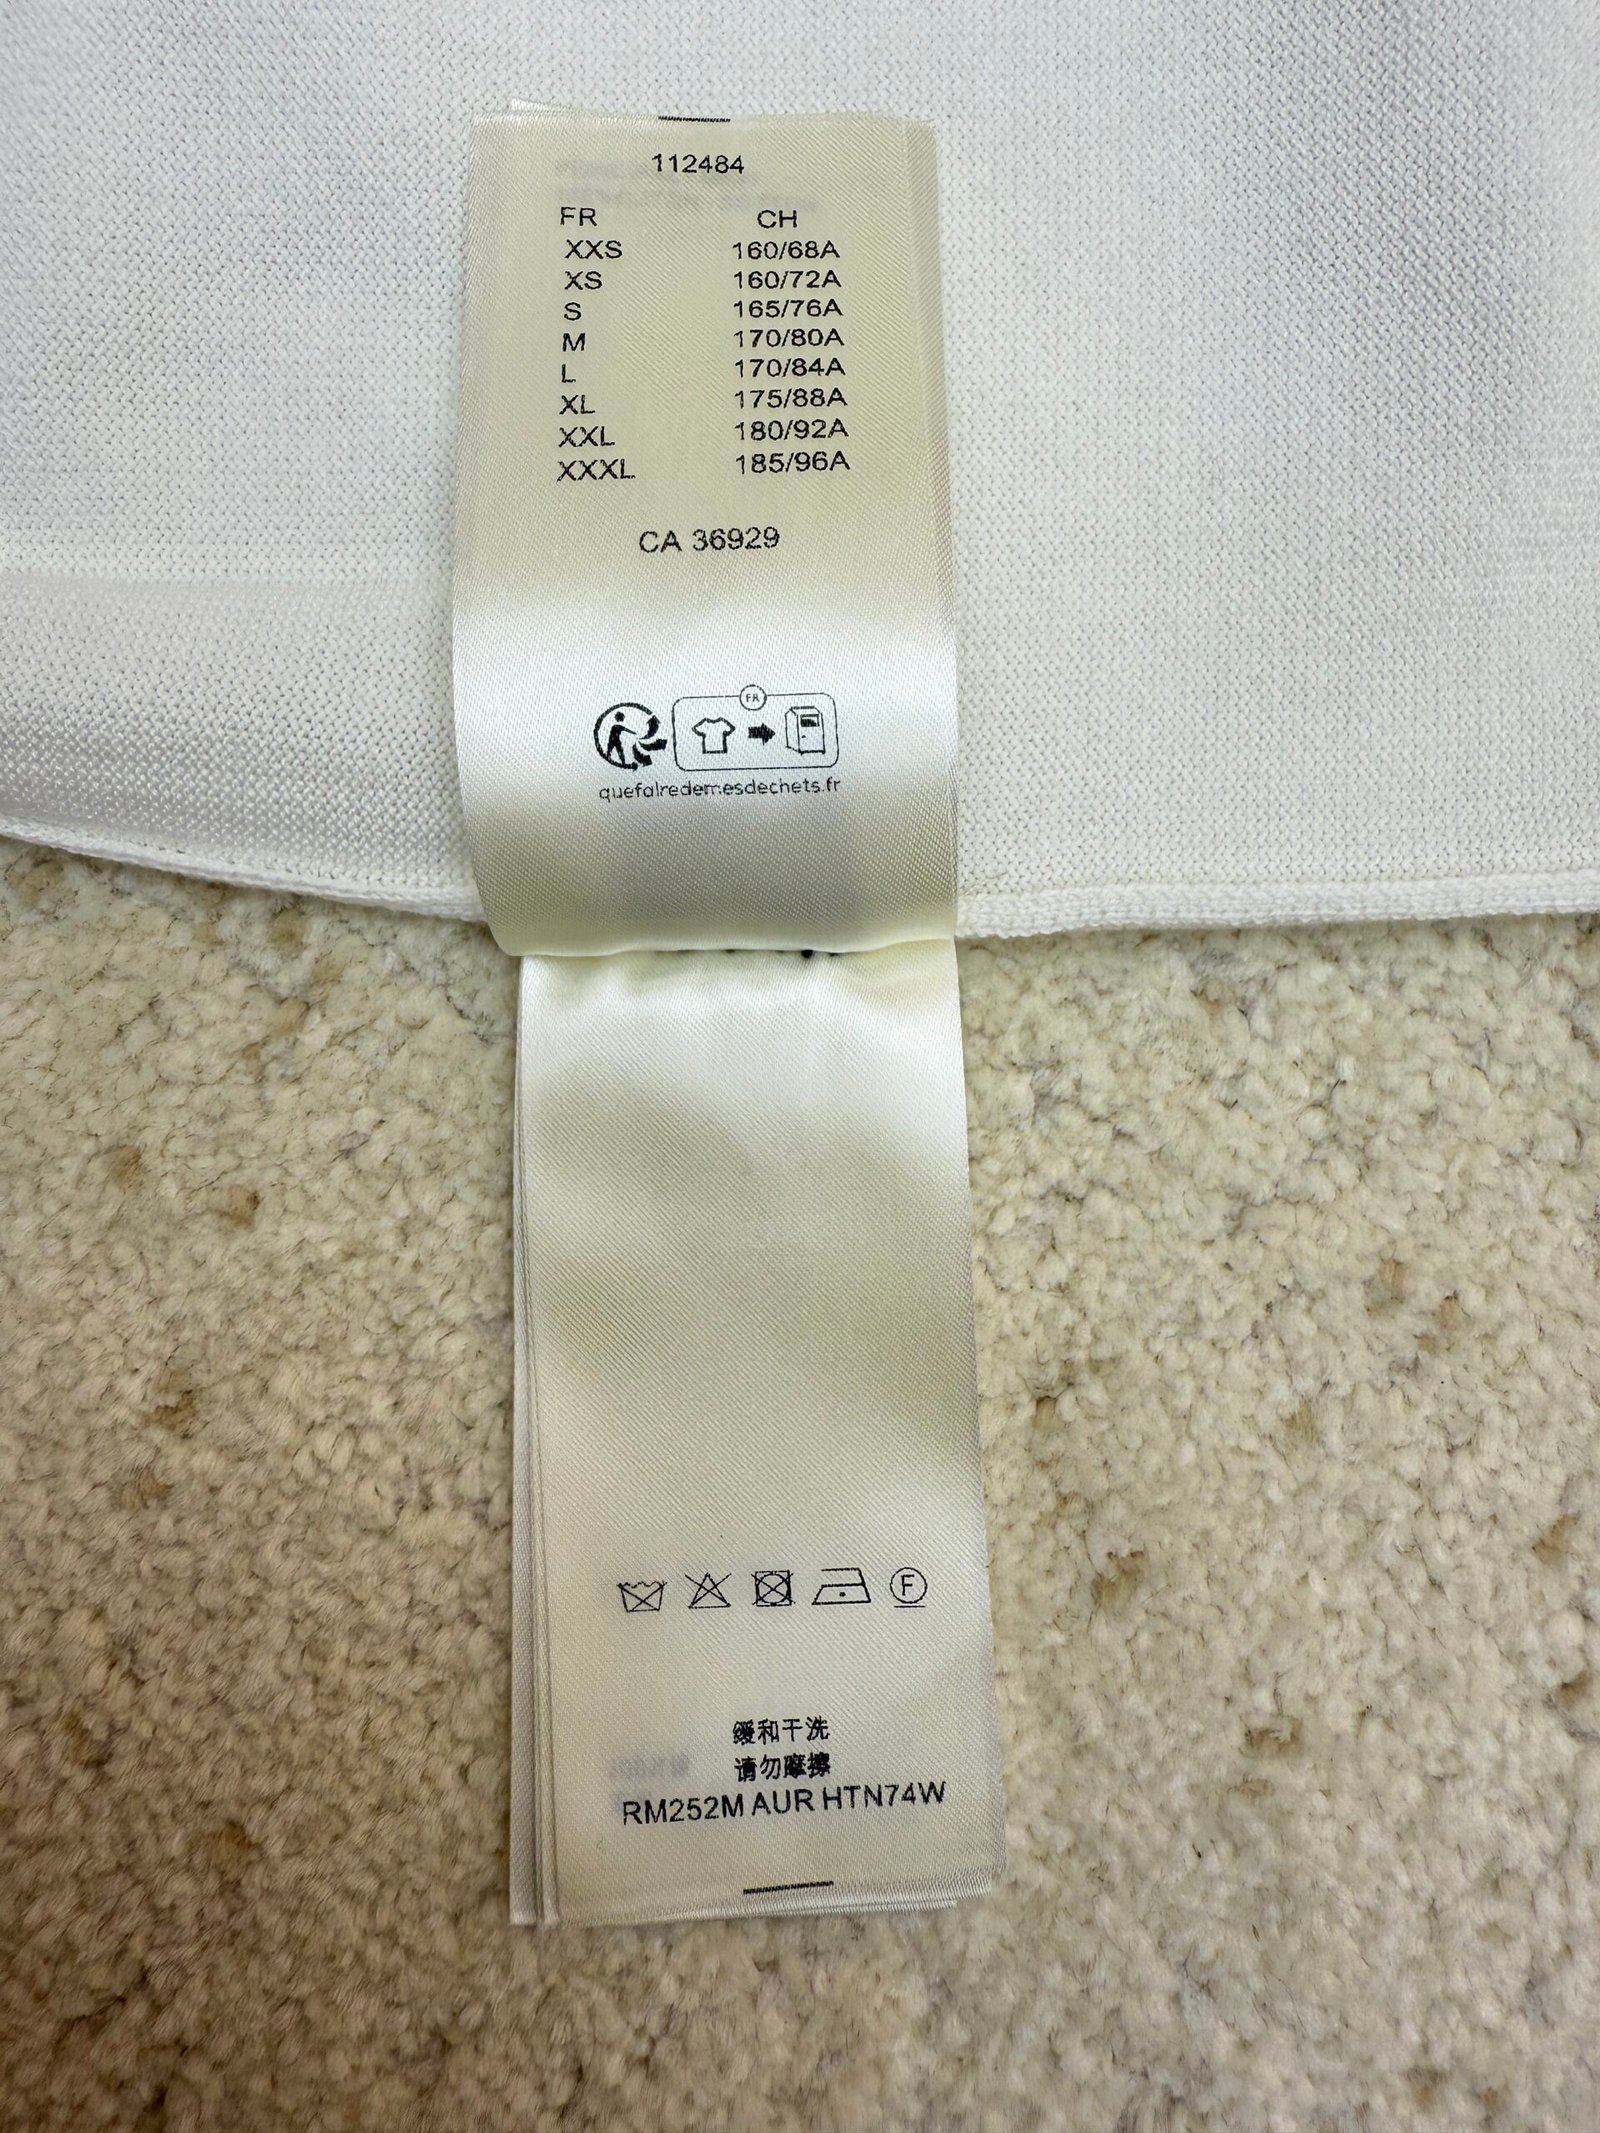 112484
FR CH
XXS 160/68A
XS 160/72A
S 165/76A
M 170/80A
L 170/84A
XL 175/88A
XXL 180/92A
XXXL 185/96A
CA 36929
FR
quefairedemesdechets.fr
F
缓和干洗
请勿摩擦
RM252M AUR HTN74W